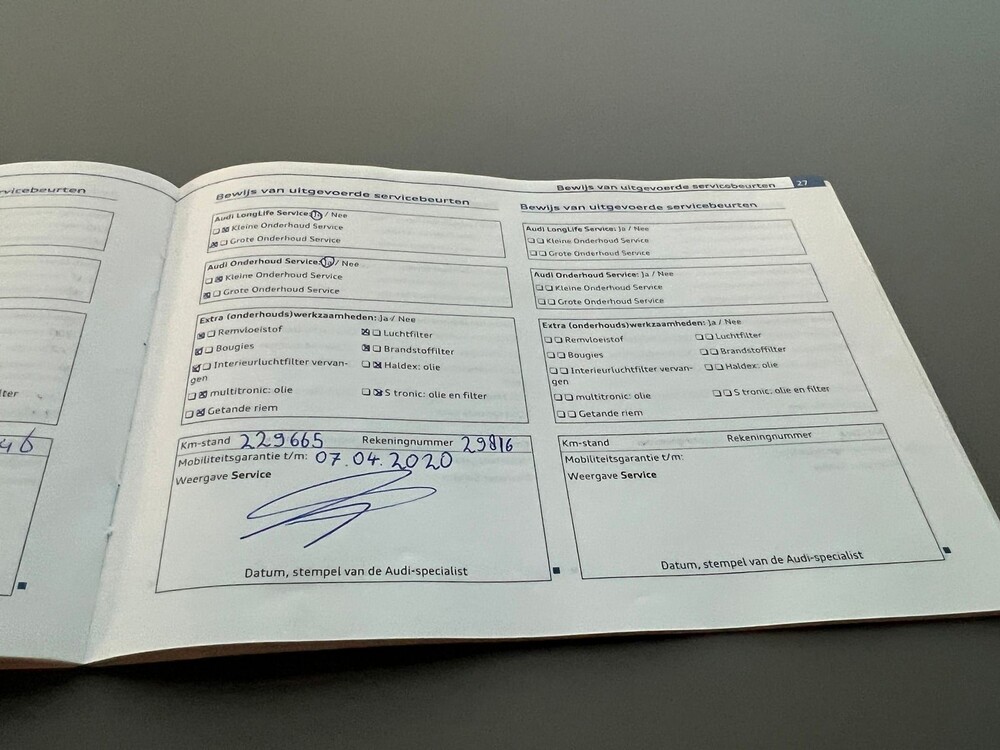 rvicebeurten
ter
46
Bewijs van uitgevoerde servicebeurten
Audi LongLife Service: Ja / Nee
Kleine Onderhoud Service
Grote Onderhoud Service
Audi Onderhoud Service: Ja / Nee
Kleine Onderhoud Service
Grote Onderhoud Service
Extra (onderhouds)werkzaamheden: Ja / Nee
Remvloeistof Luchtfilter
Bougies Brandstoffilter
Interieurluchtfilter vervan- Haldex: olie
gen
multitronic: olie S tronic: olie en filter
Getande riem
Km-stand 229665 Rekeningnummer 29816
Mobiliteitsgarantie t/m: 07.04.2020
Weergave Service
Datum, stempel van de Audi-specialist
Bewijs van uitgevoerde servicebeurten 27
Bewijs van uitgevoerde servicebeurten
Audi LongLife Service: Ja / Nee
Kleine Onderhoud Service
Grote Onderhoud Service
Audi Onderhoud Service: Ja / Nee
Kleine Onderhoud Service
Grote Onderhoud Service
Extra (onderhouds)werkzaamheden: Ja / Nee
Remvloeistof Luchtfilter
Bougies Brandstoffilter
Interieurluchtfilter vervan- Haldex: olie
gen
multitronic: olie S tronic: olie en filter
Getande riem
Km-stand Rekeningnummer
Mobiliteitsgarantie t/m:
Weergave Service
Datum, stempel van de Audi-specialist